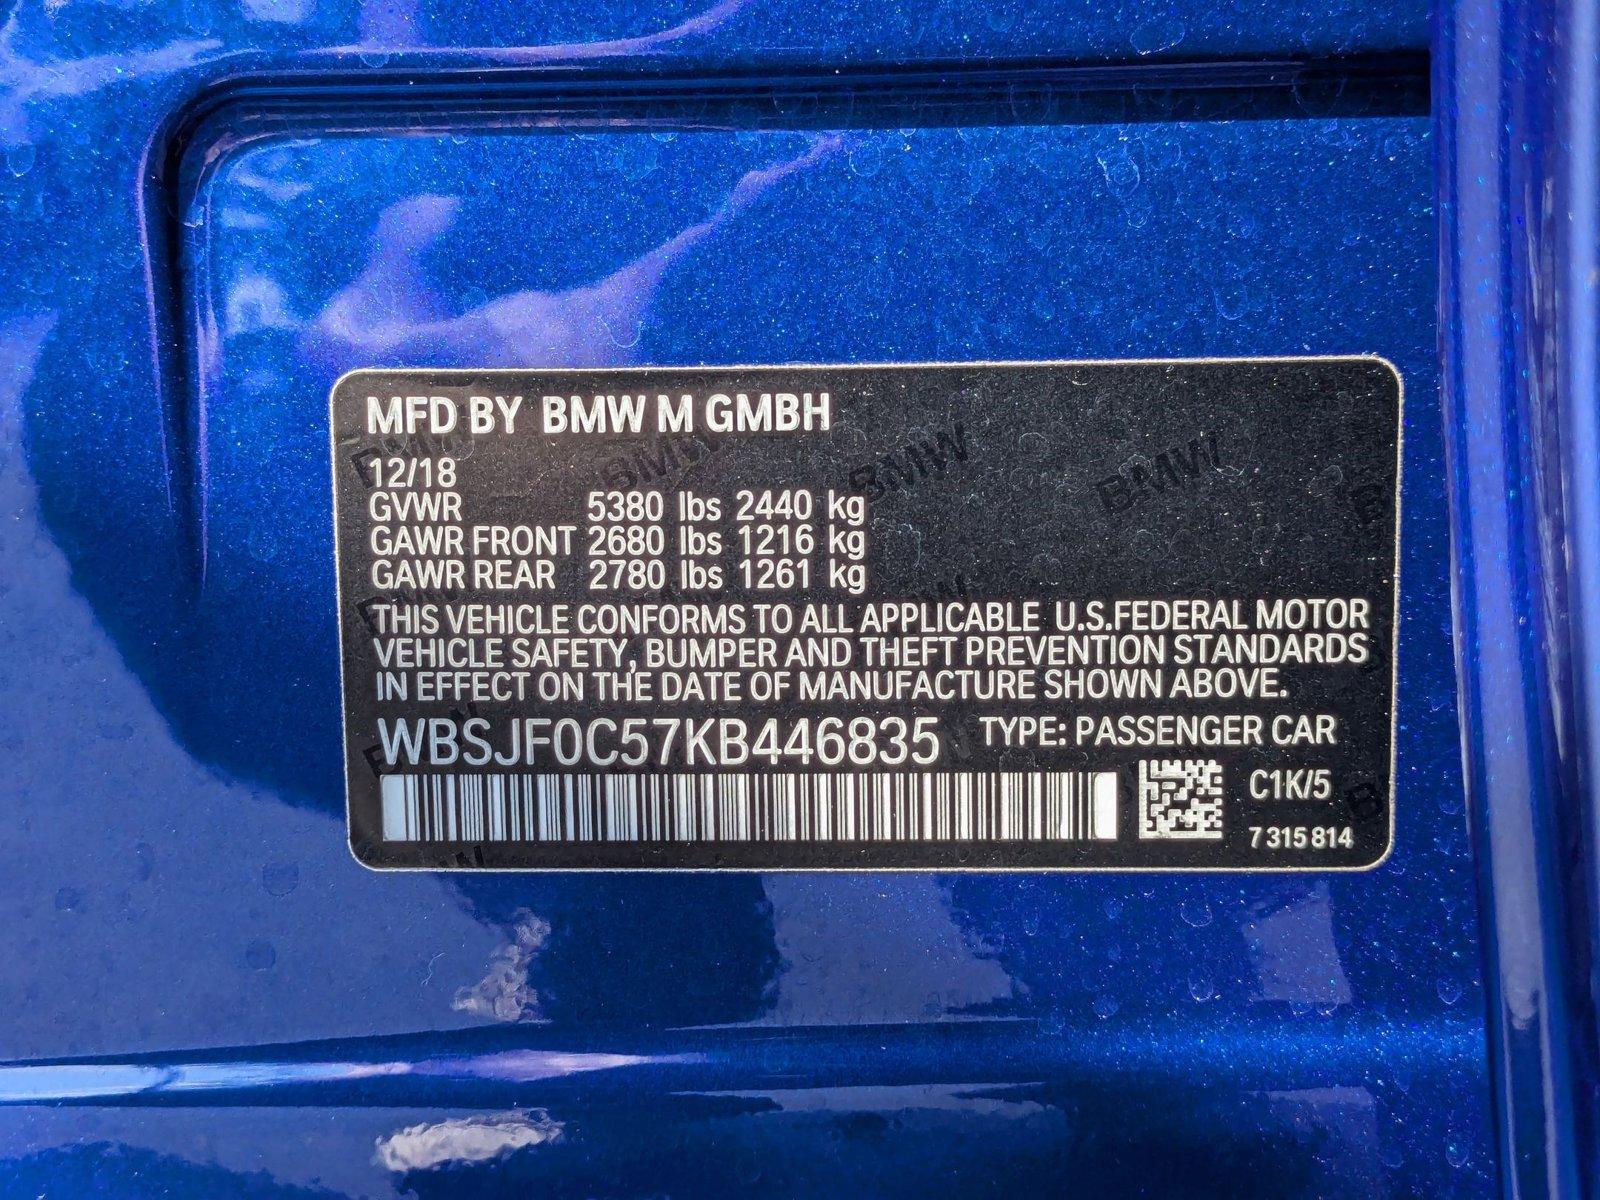 MFD BY BMW M GMBH
12/18
GVWR 5380 lbs 2440 kg
GAWR FRONT 2680 lbs 1216 kg
GAWR REAR 2780 lbs 1261 kg
THIS VEHICLE CONFORMS TO ALL APPLICABLE U.S.FEDERAL MOTOR
VEHICLE SAFETY, BUMPER AND THEFT PREVENTION STANDARDS
IN EFFECT ON THE DATE OF MANUFACTURE SHOWN ABOVE.
WBSJF0C57KB446835 TYPE: PASSENGER CAR
C1K/5
7 315 814